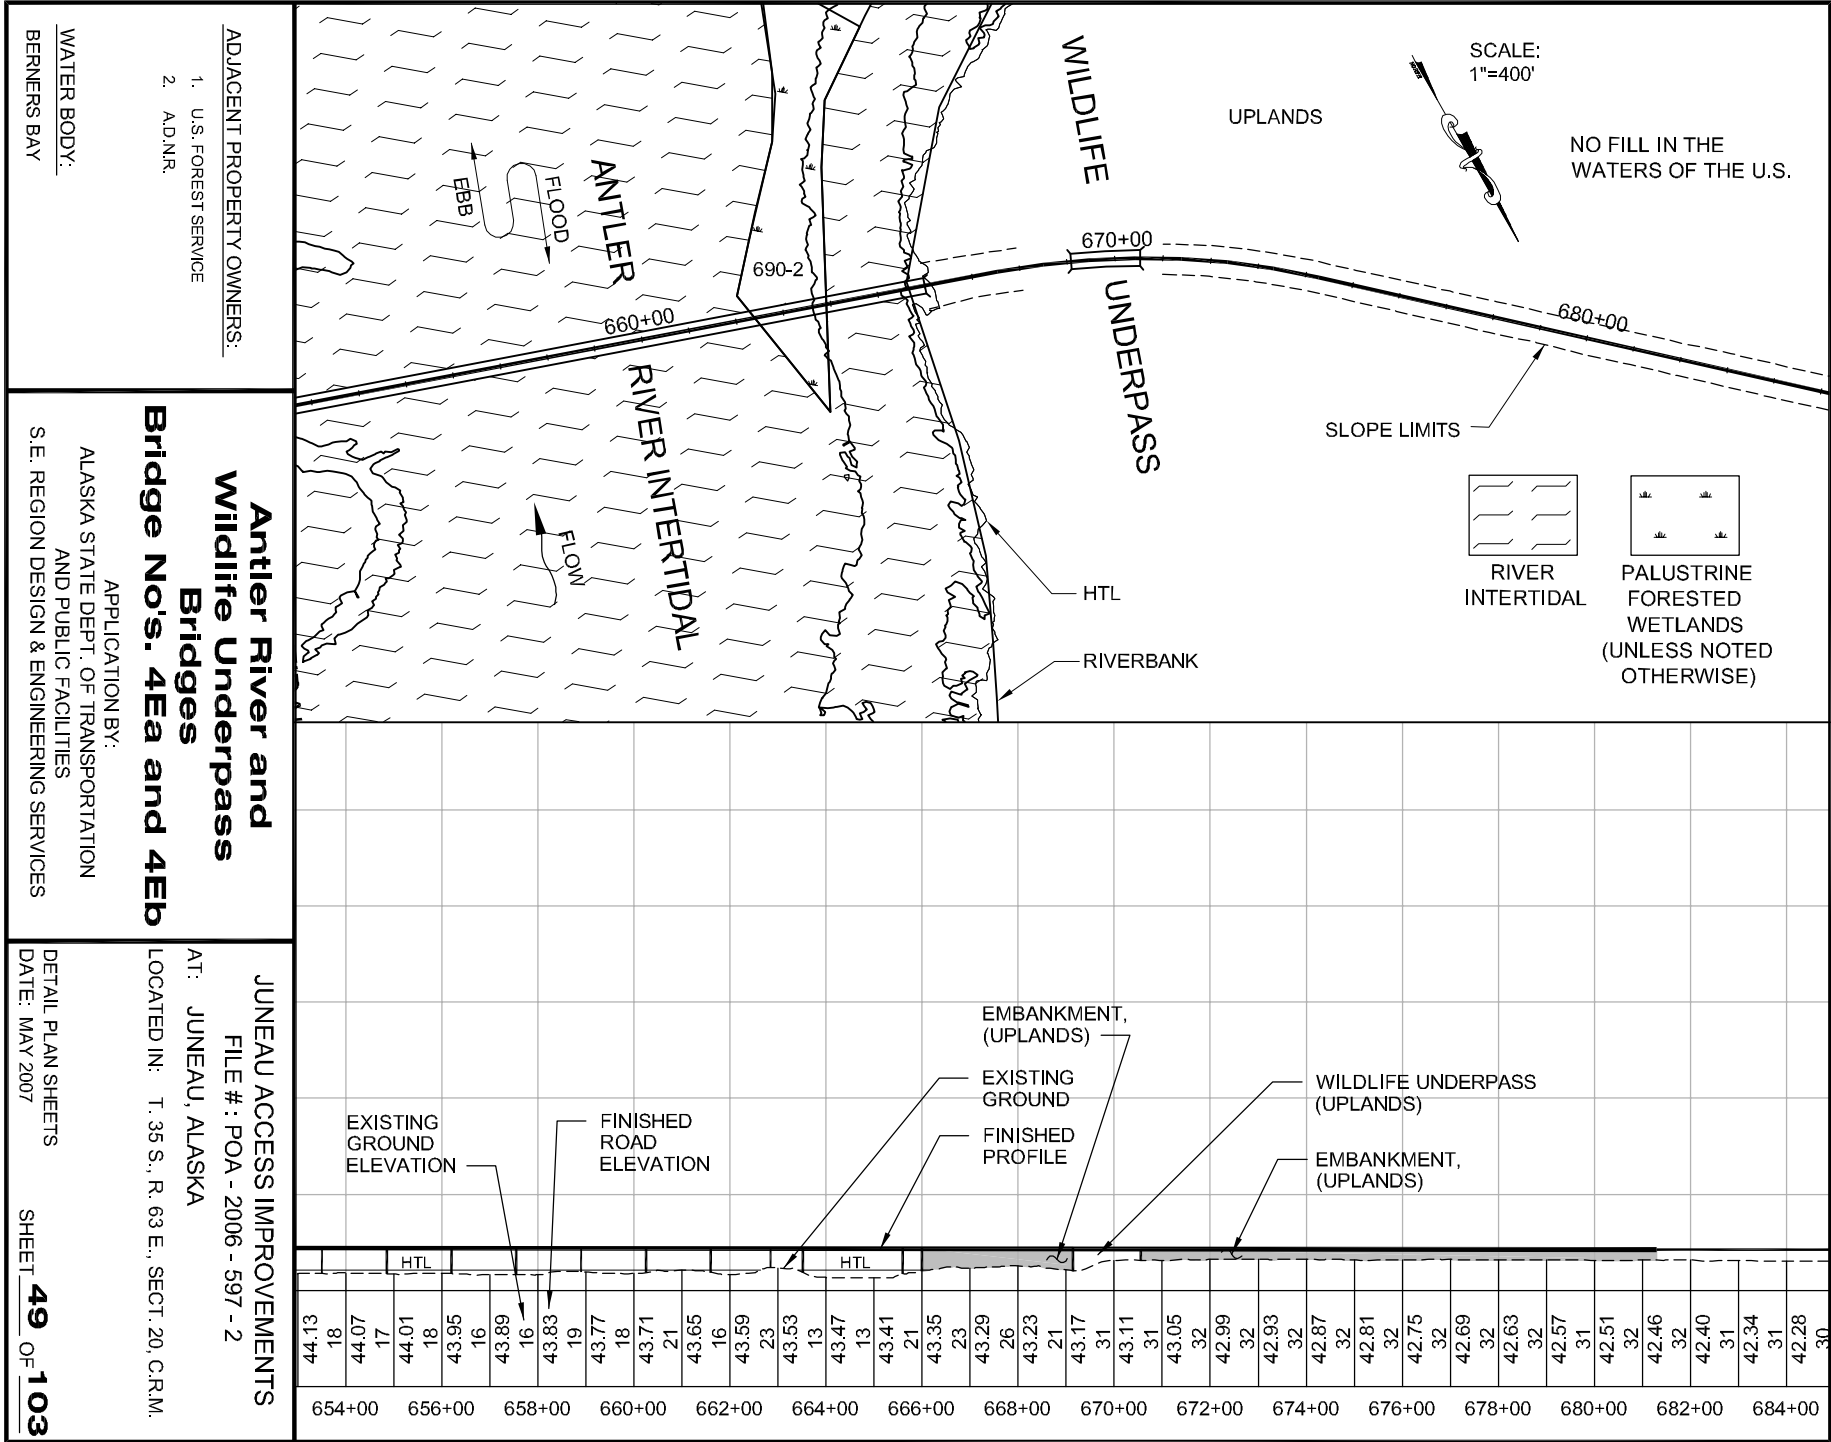 SCALE:
1"=400'
NO FILL IN THE
WATERS OF THE U.S.
UPLANDS
WILDLIFE
UNDERPASS
ANTLER
RIVER INTERTIDAL
FLOOD
EBB
FLOW
690-2
660+00
670+00
680+00
SLOPE LIMITS
HTL
RIVERBANK
RIVER
INTERTIDAL
PALUSTRINE
FORESTED
WETLANDS
(UNLESS NOTED
OTHERWISE)
EMBANKMENT,
(UPLANDS)
EXISTING
GROUND
FINISHED
PROFILE
WILDLIFE UNDERPASS
(UPLANDS)
EMBANKMENT,
(UPLANDS)
EXISTING
GROUND
ELEVATION
FINISHED
ROAD
ELEVATION
HTL
HTL
44.13
18
44.07
17
44.01
18
43.95
16
43.89
16
43.83
19
43.77
18
43.71
21
43.65
16
43.59
23
43.53
13
43.47
13
43.41
21
43.35
23
43.29
26
43.23
21
43.17
31
43.11
31
43.05
32
42.99
32
42.93
32
42.87
32
42.81
32
42.75
32
42.69
32
42.63
32
42.57
31
42.51
32
42.46
32
42.40
31
42.34
31
42.28
30
654+00
656+00
658+00
660+00
662+00
664+00
666+00
668+00
670+00
672+00
674+00
676+00
678+00
680+00
682+00
684+00
ADJACENT PROPERTY OWNERS:
1. U.S. FOREST SERVICE
2. A.D.N.R.
WATER BODY:
BERNERS BAY
Antler River and
Wildlife Underpass
Bridges
Bridge No's. 4Ea and 4Eb
APPLICATION BY:
ALASKA STATE DEPT. OF TRANSPORTATION
AND PUBLIC FACILITIES
S.E. REGION DESIGN & ENGINEERING SERVICES
JUNEAU ACCESS IMPROVEMENTS
FILE #: POA - 2006 - 597 - 2
AT: JUNEAU, ALASKA
LOCATED IN: T. 35 S., R. 63 E., SECT. 20, C.R.M.
DETAIL PLAN SHEETS
DATE: MAY 2007
SHEET 49 OF 103